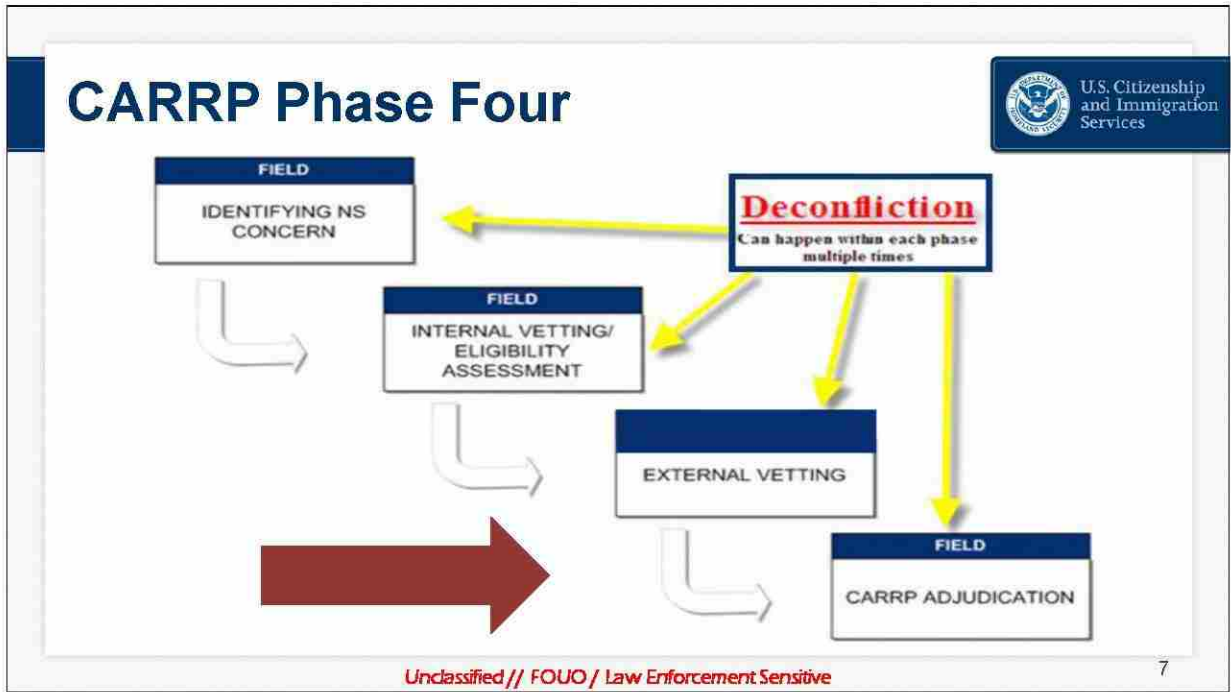 CARRP Phase Four
U.S. Citizenship
and Immigration
Services
FIELD
IDENTIFYING NS
CONCERN
Deconfliction
Can happen within each phase
multiple times
FIELD
INTERNAL VETTING/
ELIGIBILITY
ASSESSMENT
EXTERNAL VETTING
FIELD
CARRP ADJUDICATION
Unclassified // FOUO / Law Enforcement Sensitive
7